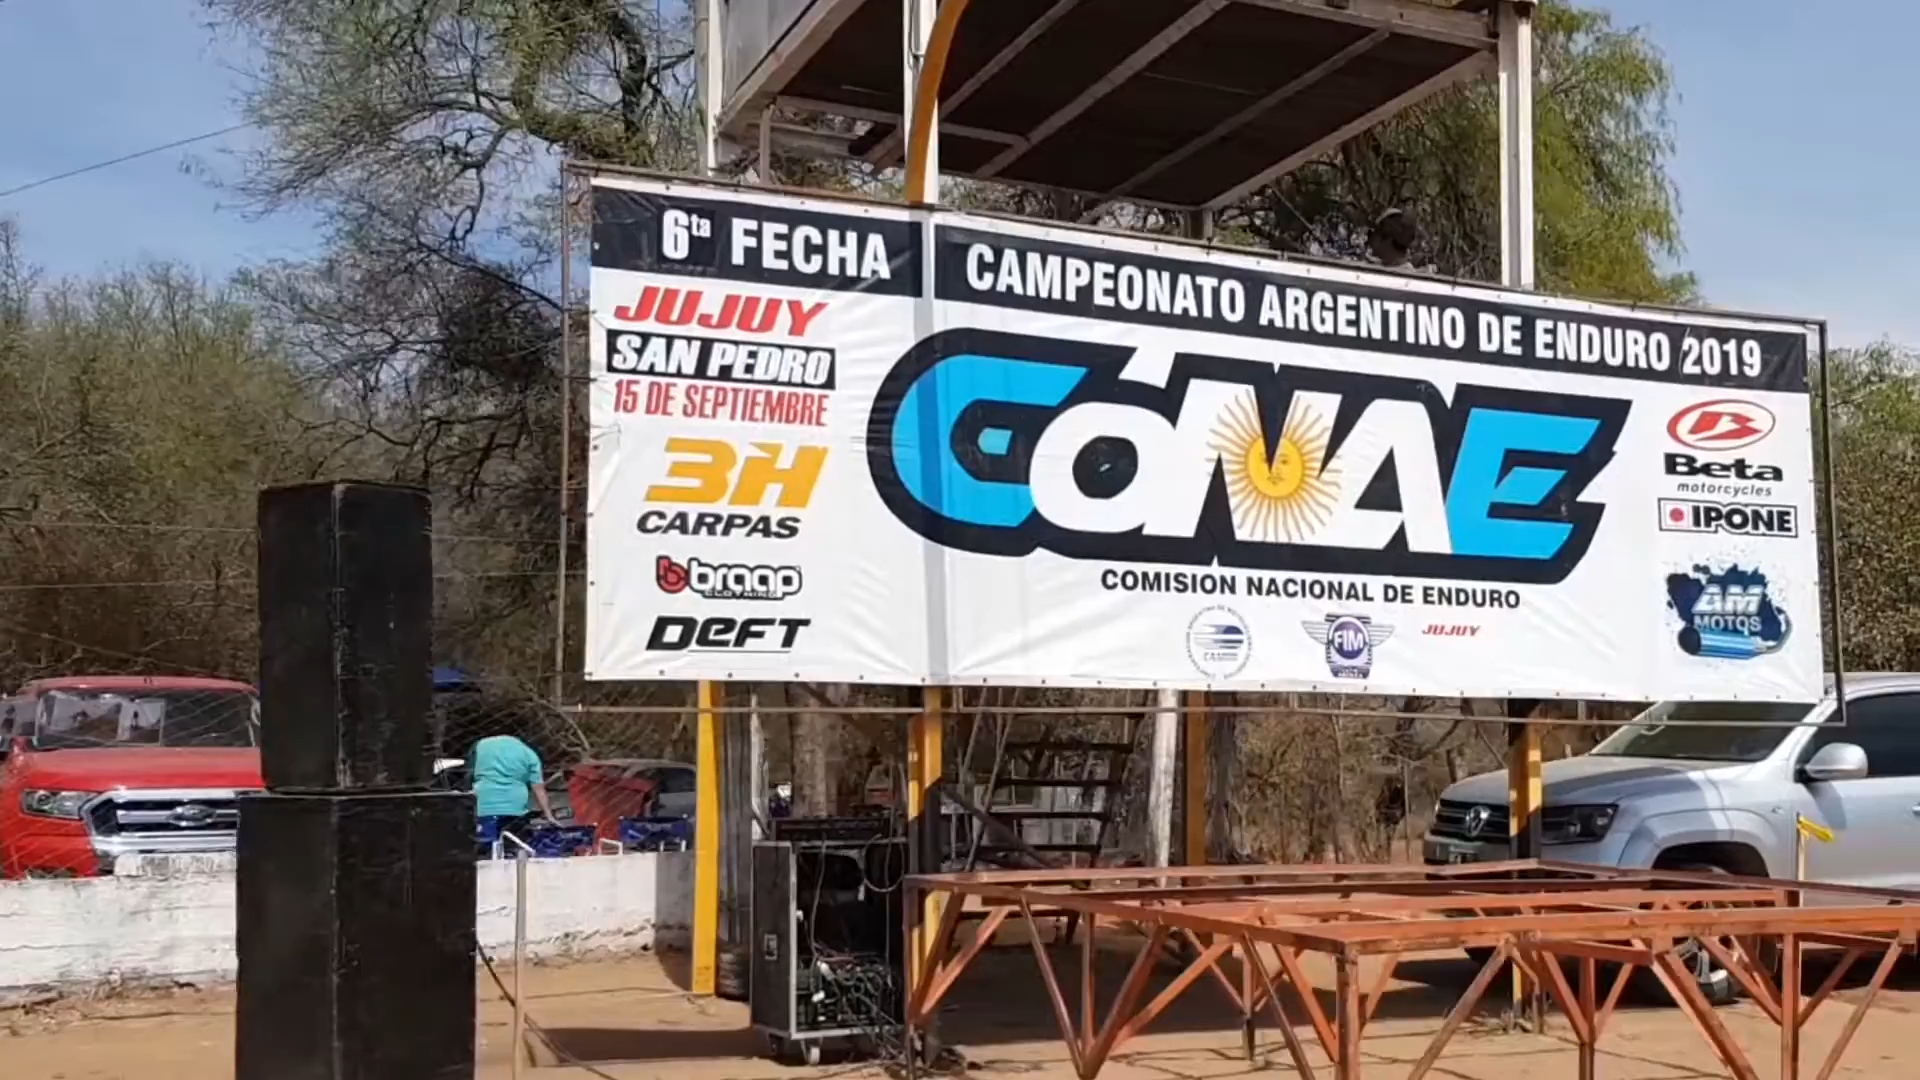 6ta FECHA
CAMPEONATO ARGENTINO DE ENDURO 2019
JUJUY
SAN PEDRO
15 DE SEPTIEMBRE
3H
CARPAS
braap
CLOTHING
DEFT
CONAE
COMISION NACIONAL DE ENDURO
FIM
JUJUY
B
Beta
motorcycles
IPONE
AM
MOTOS